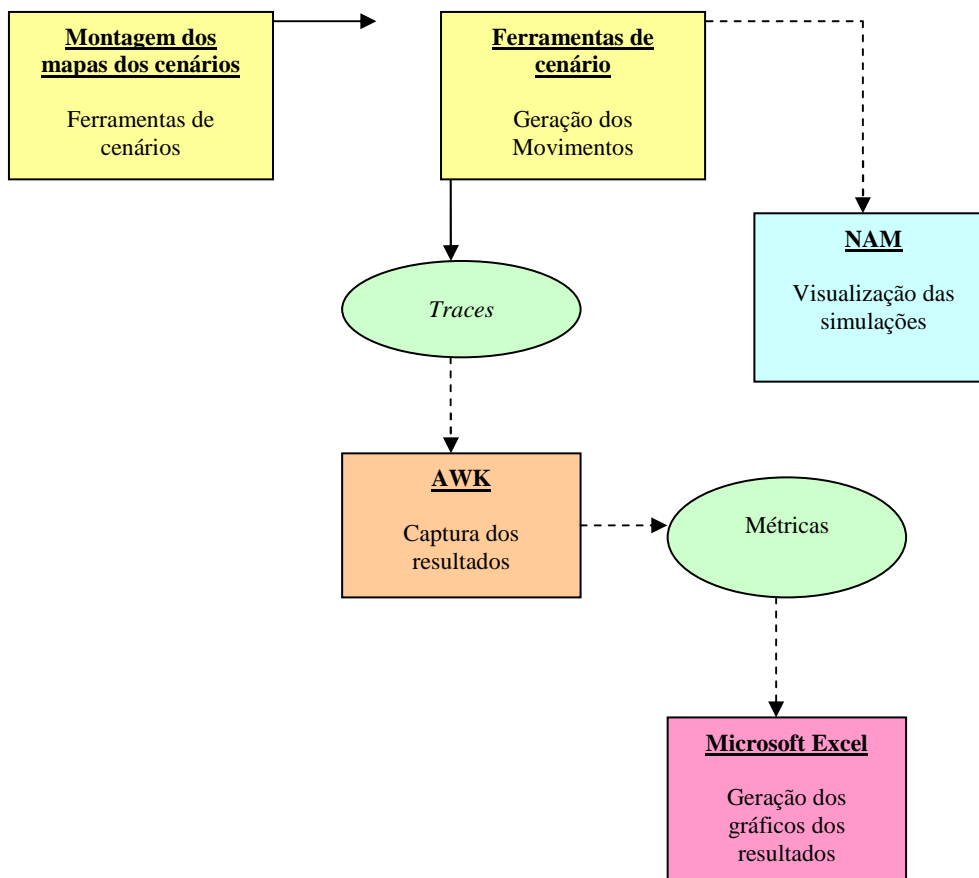 Montagem dos
mapas dos cenários
Ferramentas de
cenários
Ferramentas de
cenário
Geração dos
Movimentos
NAM
Visualização das
simulações
Traces
AWK
Captura dos
resultados
Métricas
Microsoft Excel
Geração dos
gráficos dos
resultados